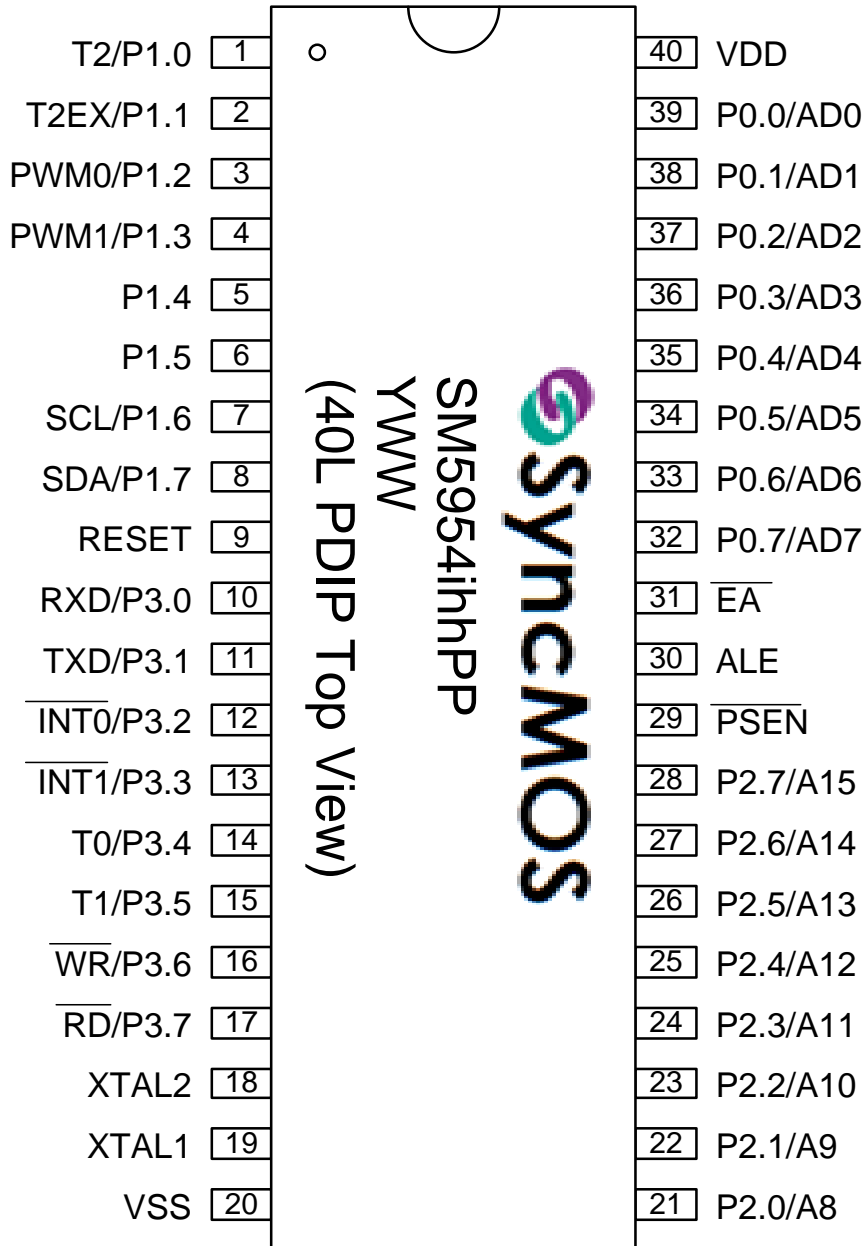 T2/P1.0 1
T2EX/P1.1 2
PWM0/P1.2 3
PWM1/P1.3 4
P1.4 5
P1.5 6
SCL/P1.6 7
SDA/P1.7 8
RESET 9
RXD/P3.0 10
TXD/P3.1 11
INT0/P3.2 12
INT1/P3.3 13
T0/P3.4 14
T1/P3.5 15
WR/P3.6 16
RD/P3.7 17
XTAL2 18
XTAL1 19
VSS 20
SyncMOS
SM5954ihhPP
YWW
(40L PDIP Top View)
40 VDD
39 P0.0/AD0
38 P0.1/AD1
37 P0.2/AD2
36 P0.3/AD3
35 P0.4/AD4
34 P0.5/AD5
33 P0.6/AD6
32 P0.7/AD7
31 EA
30 ALE
29 PSEN
28 P2.7/A15
27 P2.6/A14
26 P2.5/A13
25 P2.4/A12
24 P2.3/A11
23 P2.2/A10
22 P2.1/A9
21 P2.0/A8